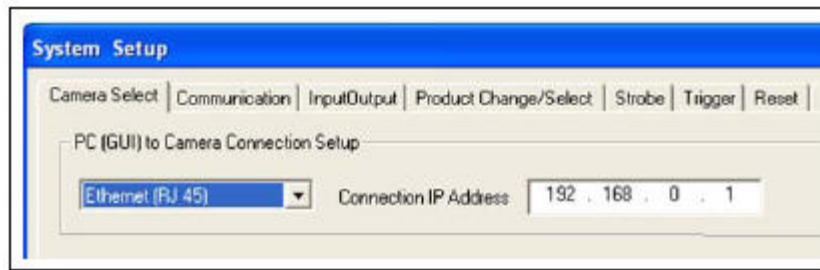 System Setup
Camera Select Communication InputOutput Product Change/Select Strobe Trigger Reset
PC (GUI) to Camera Connection Setup
Ethernet (RJ 45) Connection IP Address 192 . 168 . 0 . 1